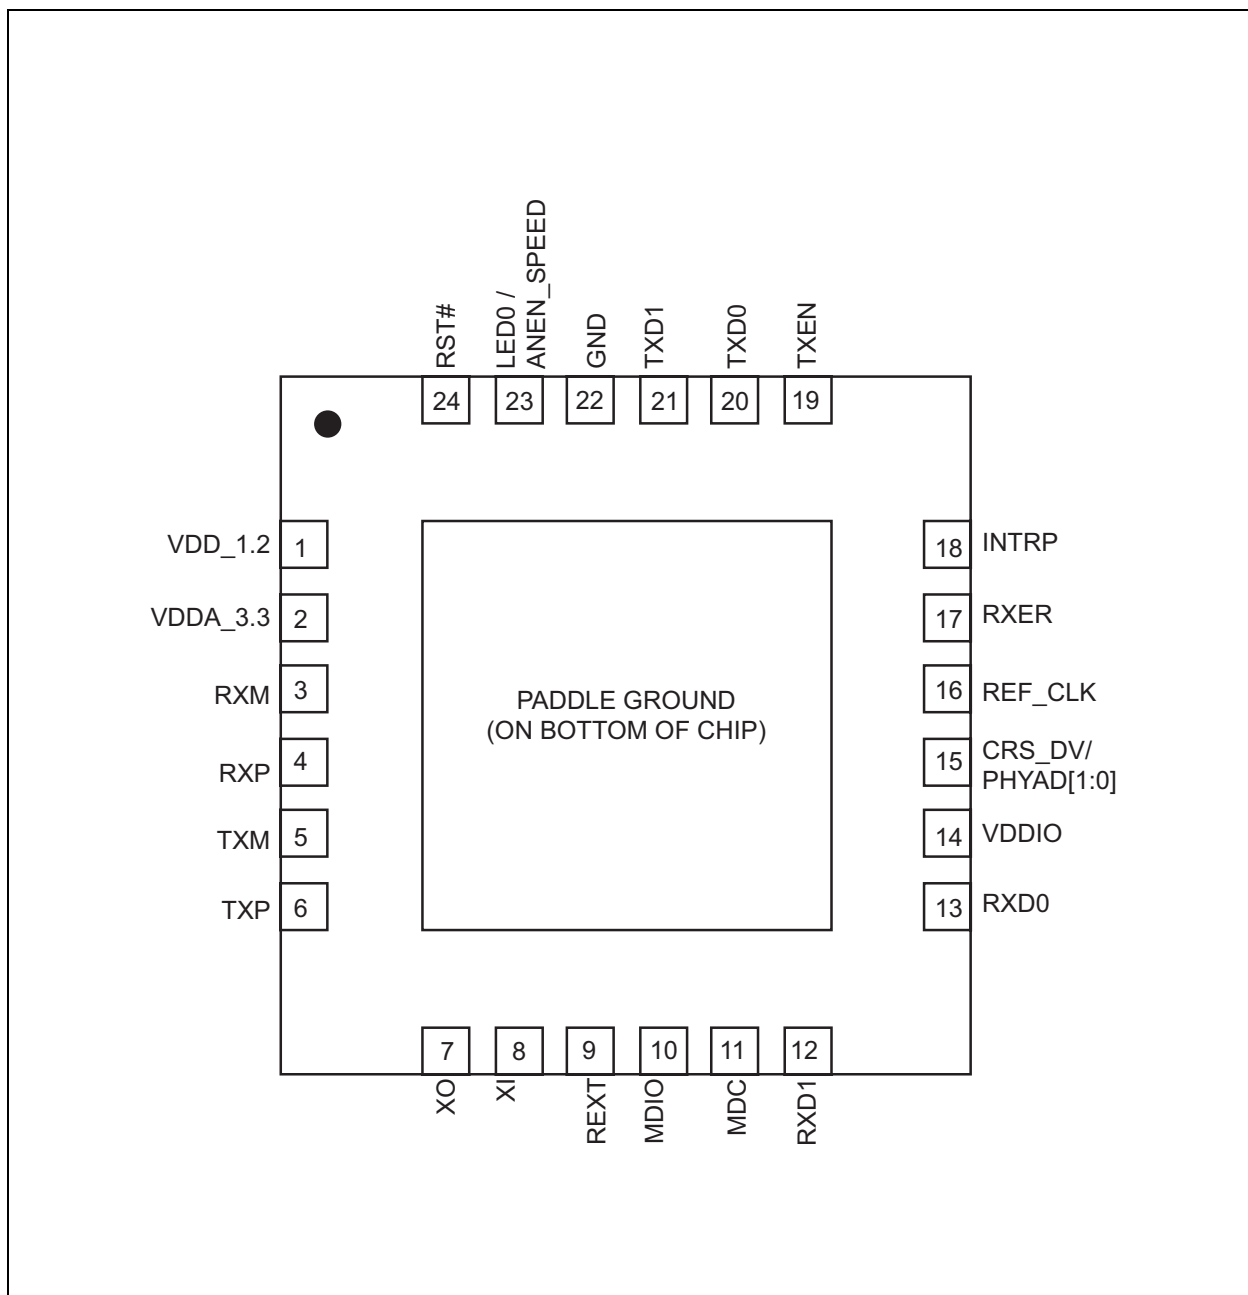 RST#
LED0 /
ANEN_SPEED
GND
TXD1
TXD0
TXEN
24
23
22
21
20
19
VDD_1.2
1
VDDA_3.3
2
RXM
3
RXP
4
TXM
5
TXP
6
PADDLE GROUND
(ON BOTTOM OF CHIP)
18
INTRP
17
RXER
16
REF_CLK
15
CRS_DV/
PHYAD[1:0]
14
VDDIO
13
RXD0
7
8
9
10
11
12
XO
XI
REXT
MDIO
MDC
RXD1